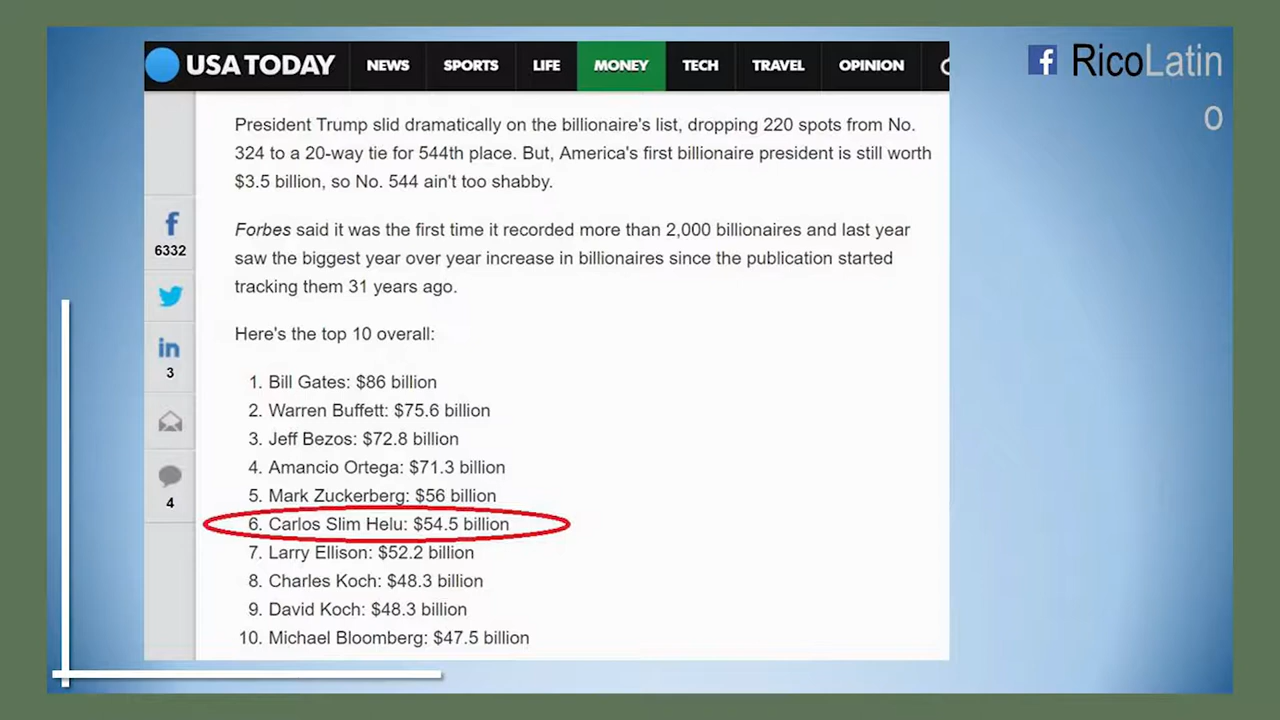 USA TODAY NEWS SPORTS LIFE MONEY TECH TRAVEL OPINION
f RicoLatin
o
President Trump slid dramatically on the billionaire's list, dropping 220 spots from No.
324 to a 20-way tie for 544th place. But, America's first billionaire president is still worth
$3.5 billion, so No. 544 ain't too shabby.
f
6332
Forbes said it was the first time it recorded more than 2,000 billionaires and last year
saw the biggest year over year increase in billionaires since the publication started
tracking them 31 years ago.
in
3
Here's the top 10 overall:
1. Bill Gates: $86 billion
2. Warren Buffett: $75.6 billion
3. Jeff Bezos: $72.8 billion
4. Amancio Ortega: $71.3 billion
5. Mark Zuckerberg: $56 billion
6. Carlos Slim Helu: $54.5 billion
7. Larry Ellison: $52.2 billion
8. Charles Koch: $48.3 billion
9. David Koch: $48.3 billion
10. Michael Bloomberg: $47.5 billion
4